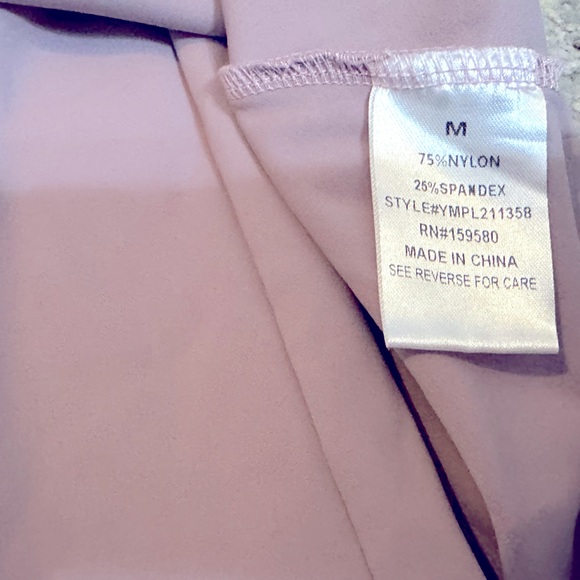 M
75%NYLON
25%SPANDEX
STYLE#YMPL211358
RN#159580
MADE IN CHINA
SEE REVERSE FOR CARE